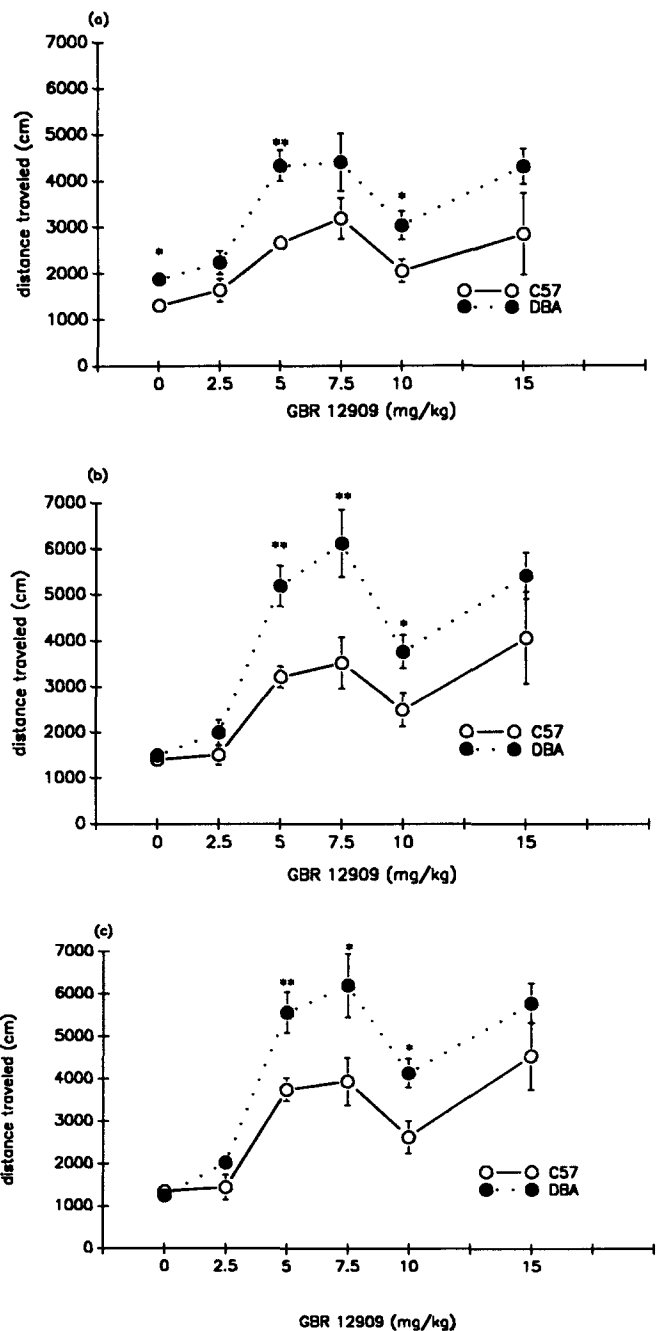 (a)
7000
6000
5000
4000
3000
2000
1000
0
distance traveled (cm)
*
**
*
C57
DBA
0 2.5 5 7.5 10 15
GBR 12909 (mg/kg)
(b)
7000
6000
5000
4000
3000
2000
1000
0
distance traveled (cm)
**
**
*
C57
DBA
0 2.5 5 7.5 10 15
GBR 12909 (mg/kg)
(c)
7000
6000
5000
4000
3000
2000
1000
0
distance traveled (cm)
**
*
*
C57
DBA
0 2.5 5 7.5 10 15
GBR 12909 (mg/kg)